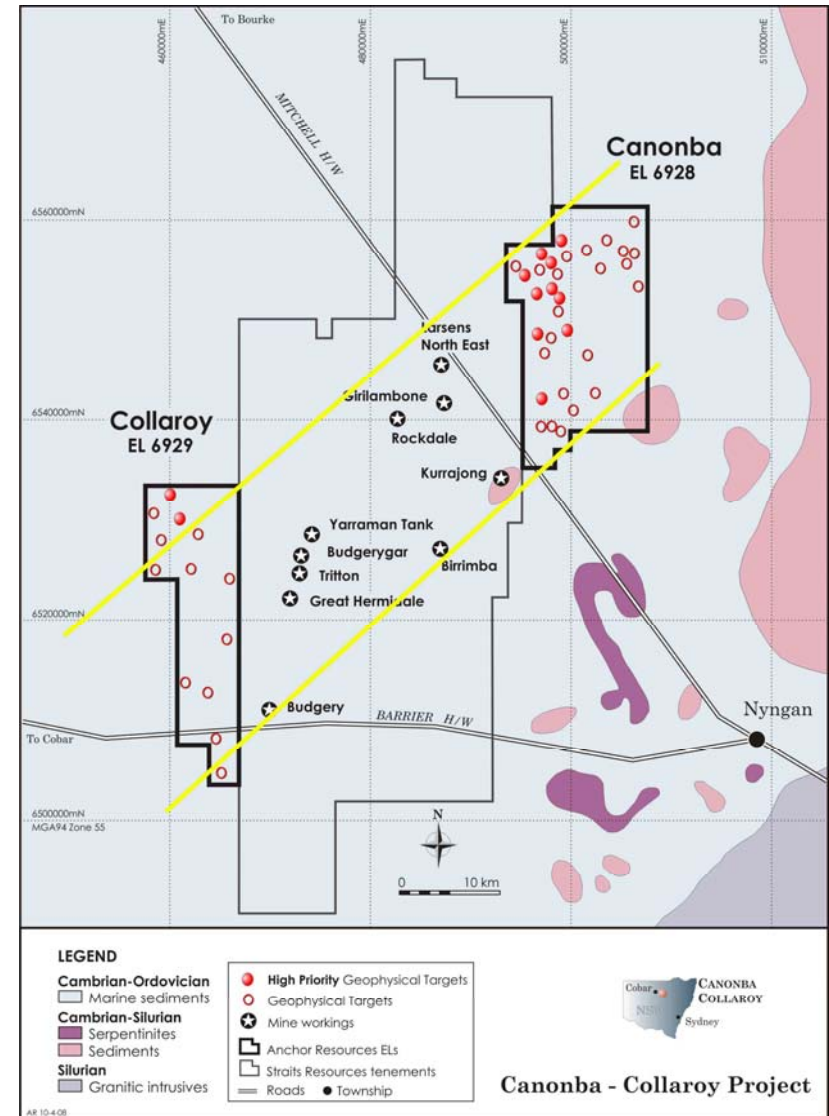 To Bourke
460000mE
480000mE
500000mE
510000mE
MITCHELL H/W
Canonba
EL 6928
6560000mN
Larsens
North East
Girilambone
6540000mN
Rockdale
Collaroy
EL 6929
Kurrajong
Yarraman Tank
Budgerygar
Birrimba
Tritton
Great Hermidale
6520000mN
Budgery
BARRIER H/W
Nyngan
To Cobar
6500000mN
MGA94 Zone 55
N
0 10 km
LEGEND
Cambrian-Ordovician
Marine sediments
Cambrian-Silurian
Serpentinites
Sediments
Silurian
Granitic intrusives
High Priority Geophysical Targets
Geophysical Targets
Mine workings
Anchor Resources ELs
Straits Resources tenements
Roads Township
Cobar
CANONBA
COLLAROY
Sydney
Canonba - Collaroy Project
AR 10-4-08